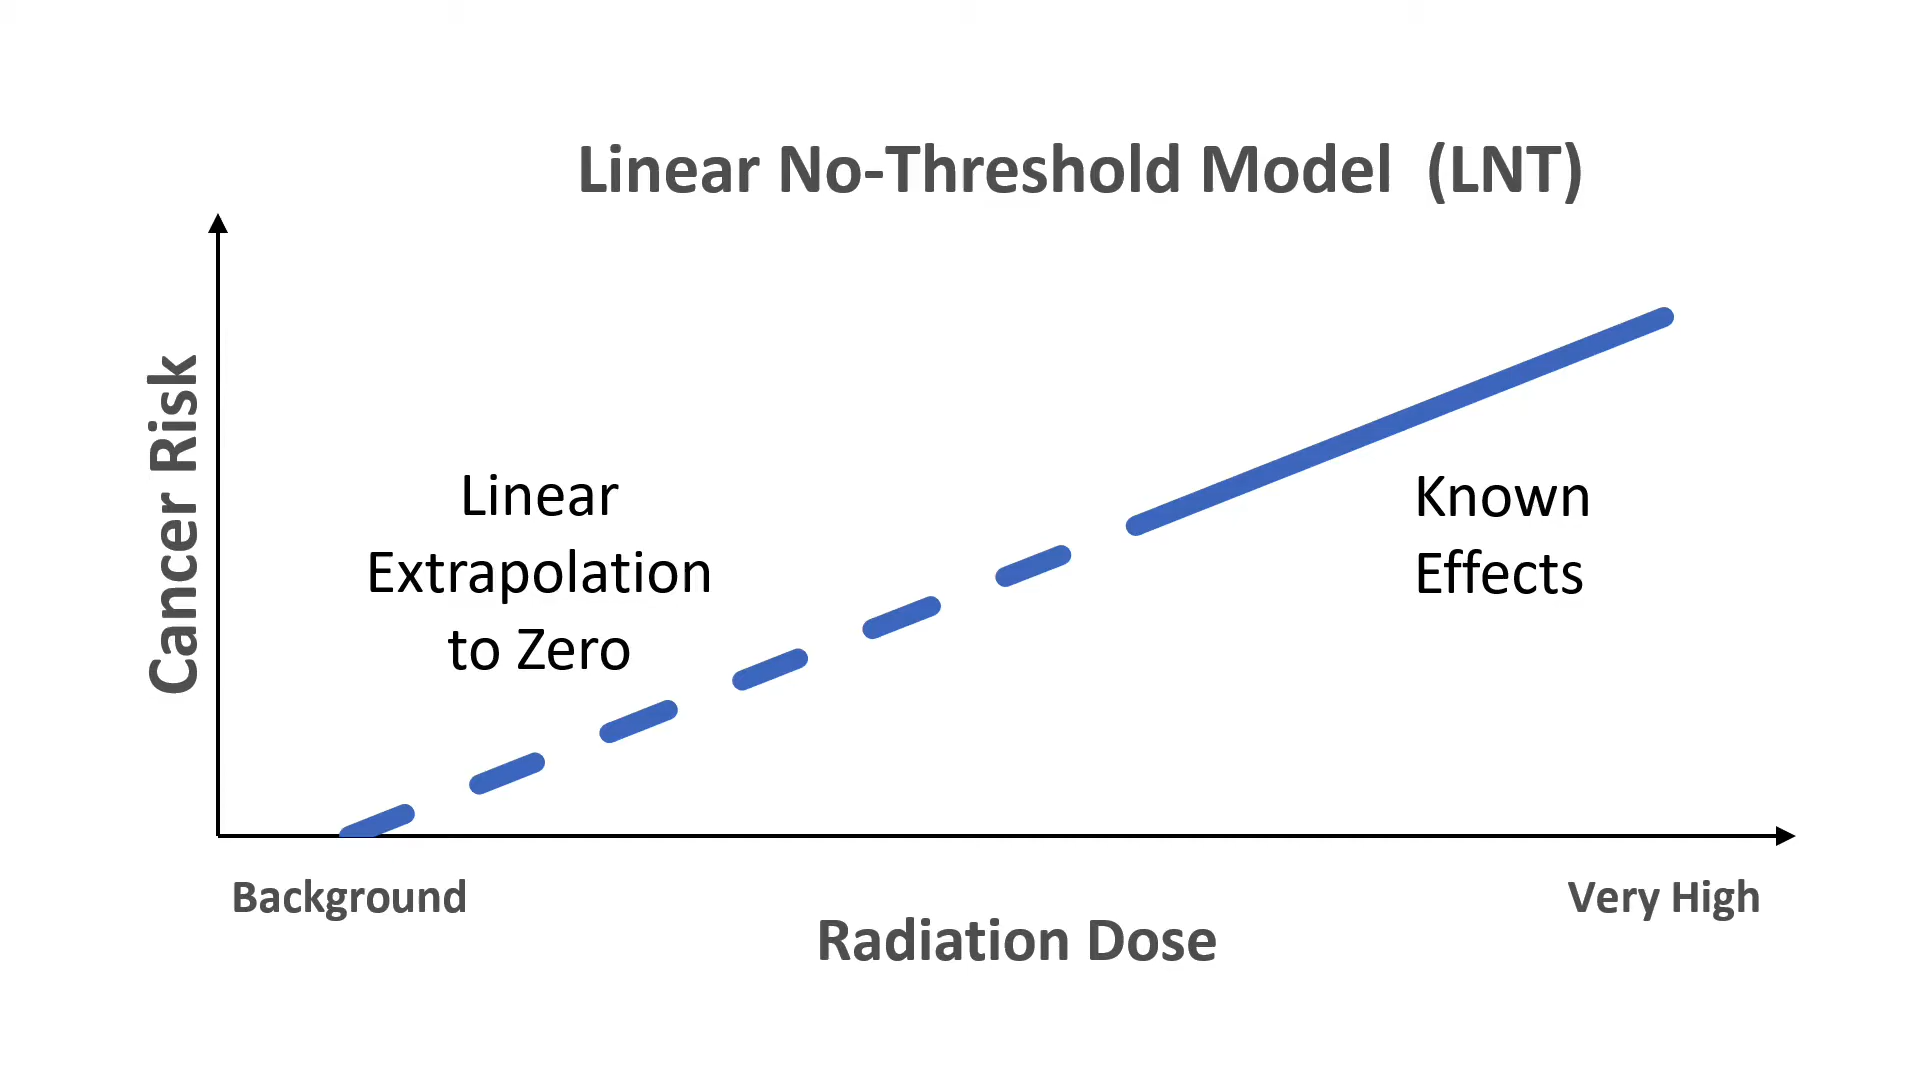 Linear No-Threshold Model (LNT)
Cancer Risk
Linear
Extrapolation
to Zero
Known
Effects
Background
Very High
Radiation Dose